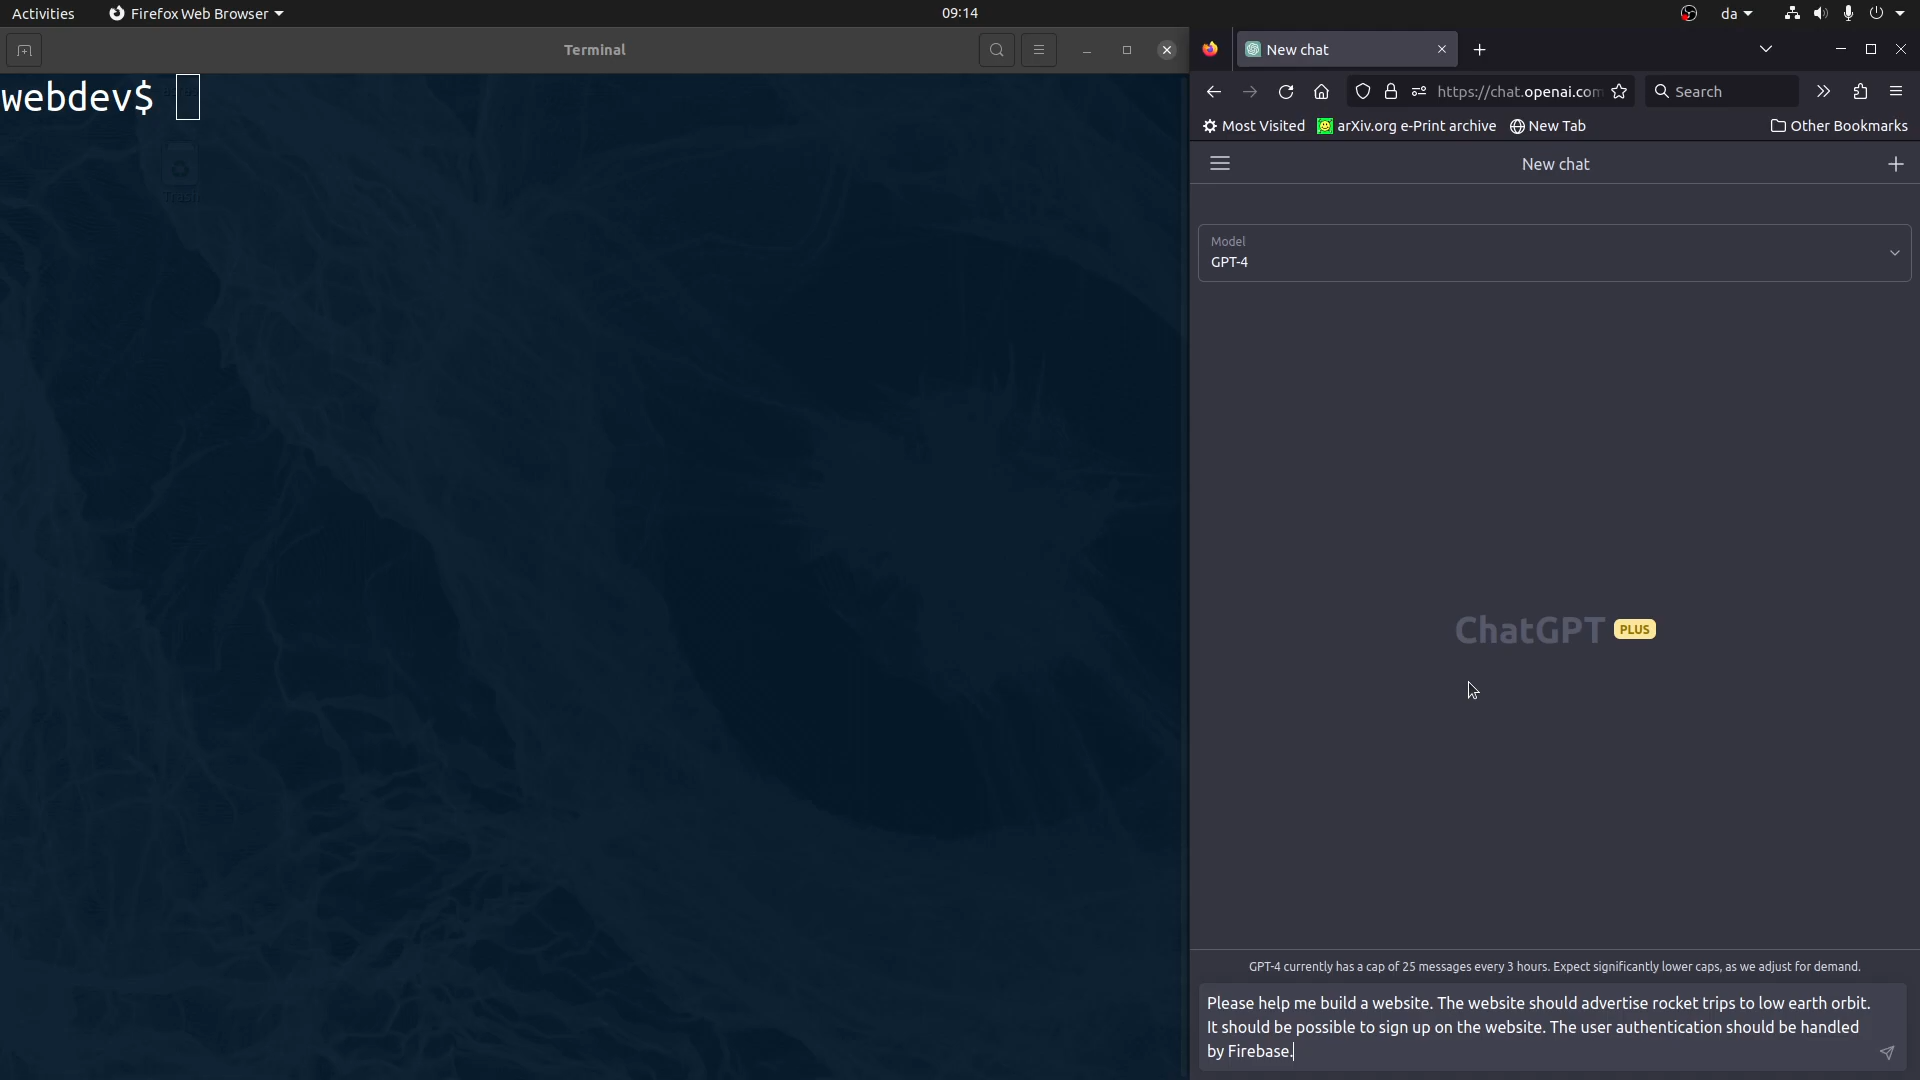 Activities
Firefox Web Browser
09:14
da
Terminal
New chat
webdev$
https://chat.openai.com
Search
Most Visited
arXiv.org e-Print archive
New Tab
Other Bookmarks
New chat
Trash
Model
GPT-4
ChatGPT PLUS
GPT-4 currently has a cap of 25 messages every 3 hours. Expect significantly lower caps, as we adjust for demand.
Please help me build a website. The website should advertise rocket trips to low earth orbit.
It should be possible to sign up on the website. The user authentication should be handled
by Firebase.